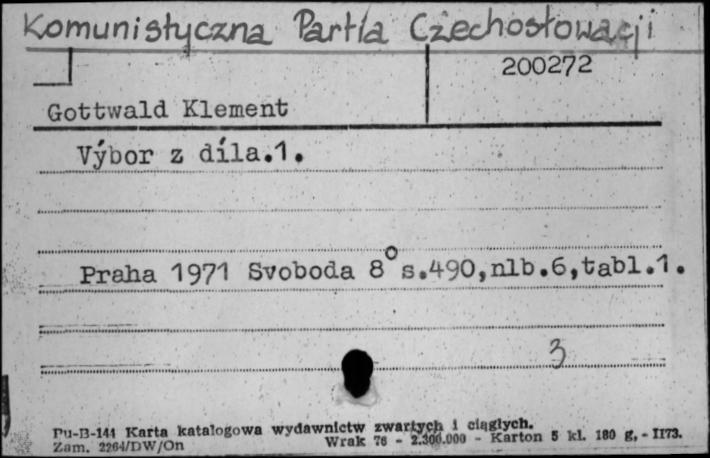 Komunistyczna Partia Czechosłowacji
200272
Gottwald Klement
Výbor z díla.1.
Praha 1971 Svoboda 8° s.490,nlb.6,tabl.1.
3
Pu-B-144 Karta katalogowa wydawnictw zwartych i ciągłych.
Zam. 2264/DW/On Wrak 76 - 2.300.000 - Karton 5 kl. 180 g, - II73.